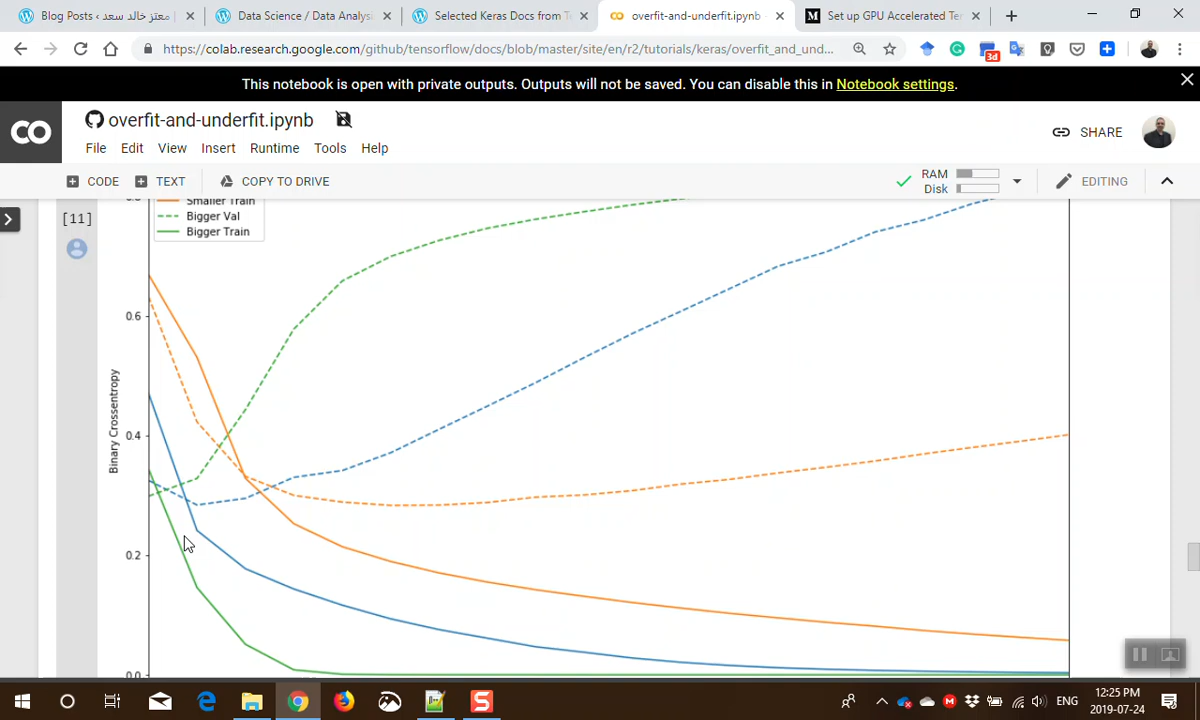 Blog Posts ‹ معتز خالد سعد
Data Science / Data Analysi
Selected Keras Docs from T
overfit-and-underfit.ipynb
Set up GPU Accelerated Te
https://colab.research.google.com/github/tensorflow/docs/blob/master/site/en/r2/tutorials/keras/overfit_and_und...
3d
This notebook is open with private outputs. Outputs will not be saved. You can disable this in Notebook settings.
CO
overfit-and-underfit.ipynb
SHARE
File Edit View Insert Runtime Tools Help
CODE TEXT COPY TO DRIVE
RAM
Disk
EDITING
[11]
Smaller Train
Bigger Val
Bigger Train
0.6
0.4
0.2
0.0
Binary Crossentropy
ENG
12:25 PM
2019-07-24